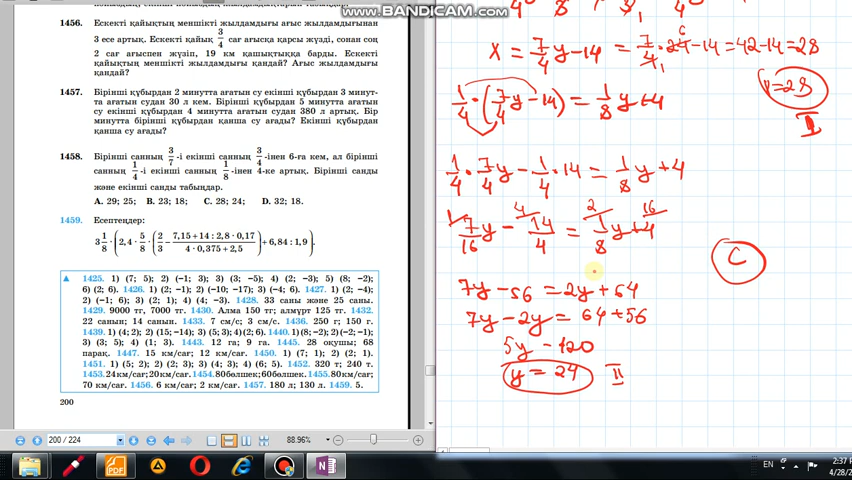 www.BANDICAM.com
1456. Ескекті қайықтың меншікті жылдамдығы ағыс жылдамдығынан
3 есе артық. Ескекті қайық 3/4 сағ ағысқа қарсы жүзді, сонан соң
2 сағ ағыспен жүзіп, 19 км қашықтықка барды. Ескекті
қайықтың меншікті жылдамдығы қандай? Ағыс жылдамдығы
қандай?
1457. Бірінші құбырдан 2 минутта ағатын су екінші құбырдан 3 минут-
та ағатын судан 30 л кем. Бірінші құбырдан 5 минутта ағатын
су екінші құбырдан 4 минутта ағатын судан 380 л артық. Бір
минутта бірінші құбырдан қанша су ағады? Екінші құбырдан
қанша су ағады?
1458. Бірінші санның 3/7 -і екінші санның 3/4 -інен 6-ға кем, ал бірінші
санның 1/4 -і екінші санның 1/8 -інен 4-ке артық. Бірінші санды
және екінші санды табыңдар.
A. 29; 25; B. 23; 18; C. 28; 24; D. 32; 18.
1459. Есептеңдер:
3 1/8 · (2,4 · 5/8 · (2/3 − (7,15 + 14 : 2,8 · 0,17)/(4 · 0,375 + 2,5)) + 6,84 : 1,9).
1425. 1) (7; 5); 2) (−1; 3); 3) (3; −5); 4) (2; −3); 5) (8; −2);
6) (2; 6). 1426. 1) (2; −1); 2) (−10; −17); 3) (−4; 6). 1427. 1) (2; −4);
2) (−1; 6); 3) (2; 1); 4) (4; −3). 1428. 33 саны және 25 саны.
1429. 9000 тг, 7000 тг. 1430. Алма 150 тг; алмұрт 125 тг. 1432.
22 санын; 14 санын. 1433. 7 см/с; 3 см/с. 1436. 250 г; 150 г.
1439. 1) (4; 2); 2) (15; −14); 3) (5; 3); 4) (2; 6). 1440. 1) (8; −2); 2) (−2; −1);
3) (3; 5); 4) (1; 3). 1443. 12 га; 9 га. 1445. 28 оқушы; 68
парақ. 1447. 15 км/сағ; 12 км/сағ. 1450. 1) (7; 1); 2) (2; 1).
1451. 1) (5; 2); 2) (2; 3); 3) (4; 3); 4) (6; 5). 1452. 320 т; 240 т.
1453. 24 км/сағ; 20 км/сағ. 1454. 80 бөлшек; 60 бөлшек. 1455. 80 км/сағ;
70 км/сағ. 1456. 6 км/сағ; 2 км/сағ. 1457. 180 л; 130 л. 1459. 5.
200
x = 7/4 y − 14 = 7/4 · 24 − 14 = 42 − 14 = 28
x = 28
I
1/4 · (7/4 y − 14) = 1/8 y + 4
1/4 · 7/4 y − 1/4 · 14 = 1/8 y + 4
1 4 2 16
7/16 y − 14/4 = 1/8 y + 4
C
7y − 56 = 2y + 64
7y − 2y = 64 + 56
5y − 120
y = 24 II
200 / 224
88.96%
PDF
EN
2:37 P
4/28/2